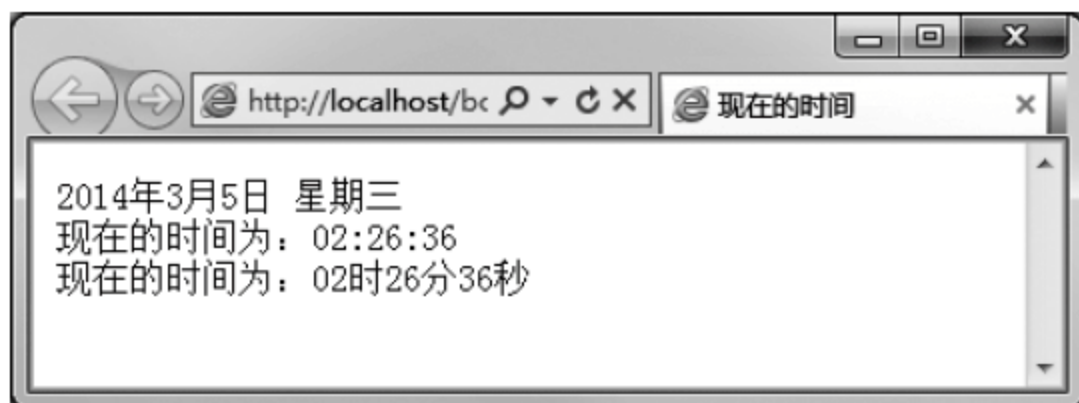 http://localhost/bc
现在的时间
2014年3月5日 星期三
现在的时间为：02:26:36
现在的时间为：02时26分36秒